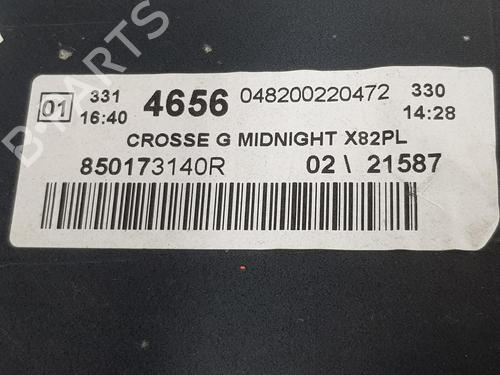 01 331 16:40 4656 048200220472 330 14:28
CROSSE G MIDNIGHT X82PL
850173140R 02 \ 21587
B-PARTS